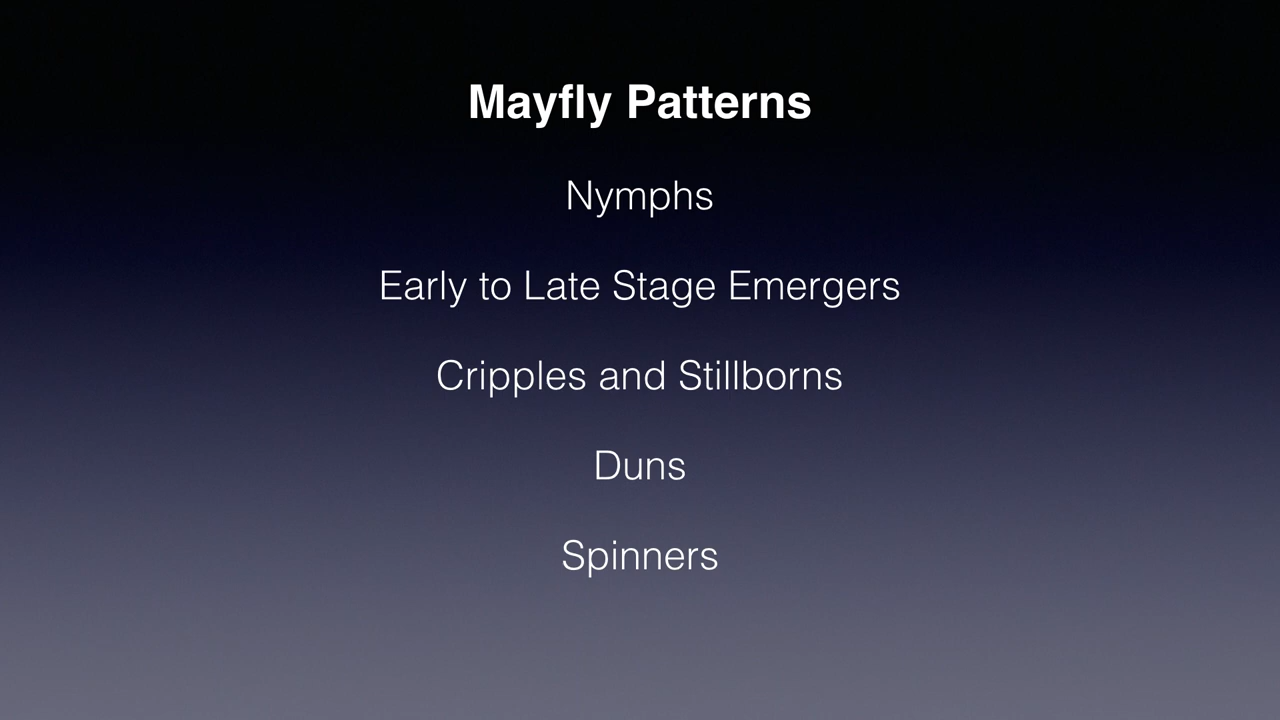 Mayfly Patterns
Nymphs
Early to Late Stage Emergers
Cripples and Stillborns
Duns
Spinners